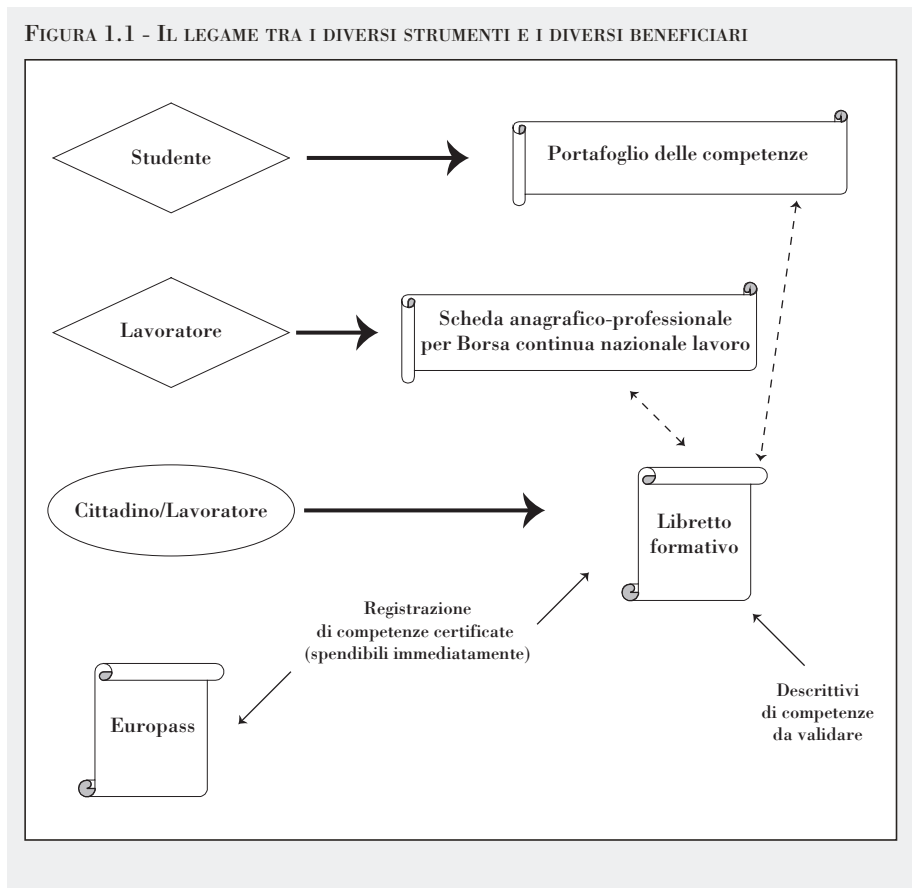 Figura 1.1 - Il legame tra i diversi strumenti e i diversi beneficiari
Studente
Portafoglio delle competenze
Lavoratore
Scheda anagrafico-professionale
per Borsa continua nazionale lavoro
Cittadino/Lavoratore
Libretto
formativo
Registrazione
di competenze certificate
(spendibili immediatamente)
Europass
Descrittivi
di competenze
da validare